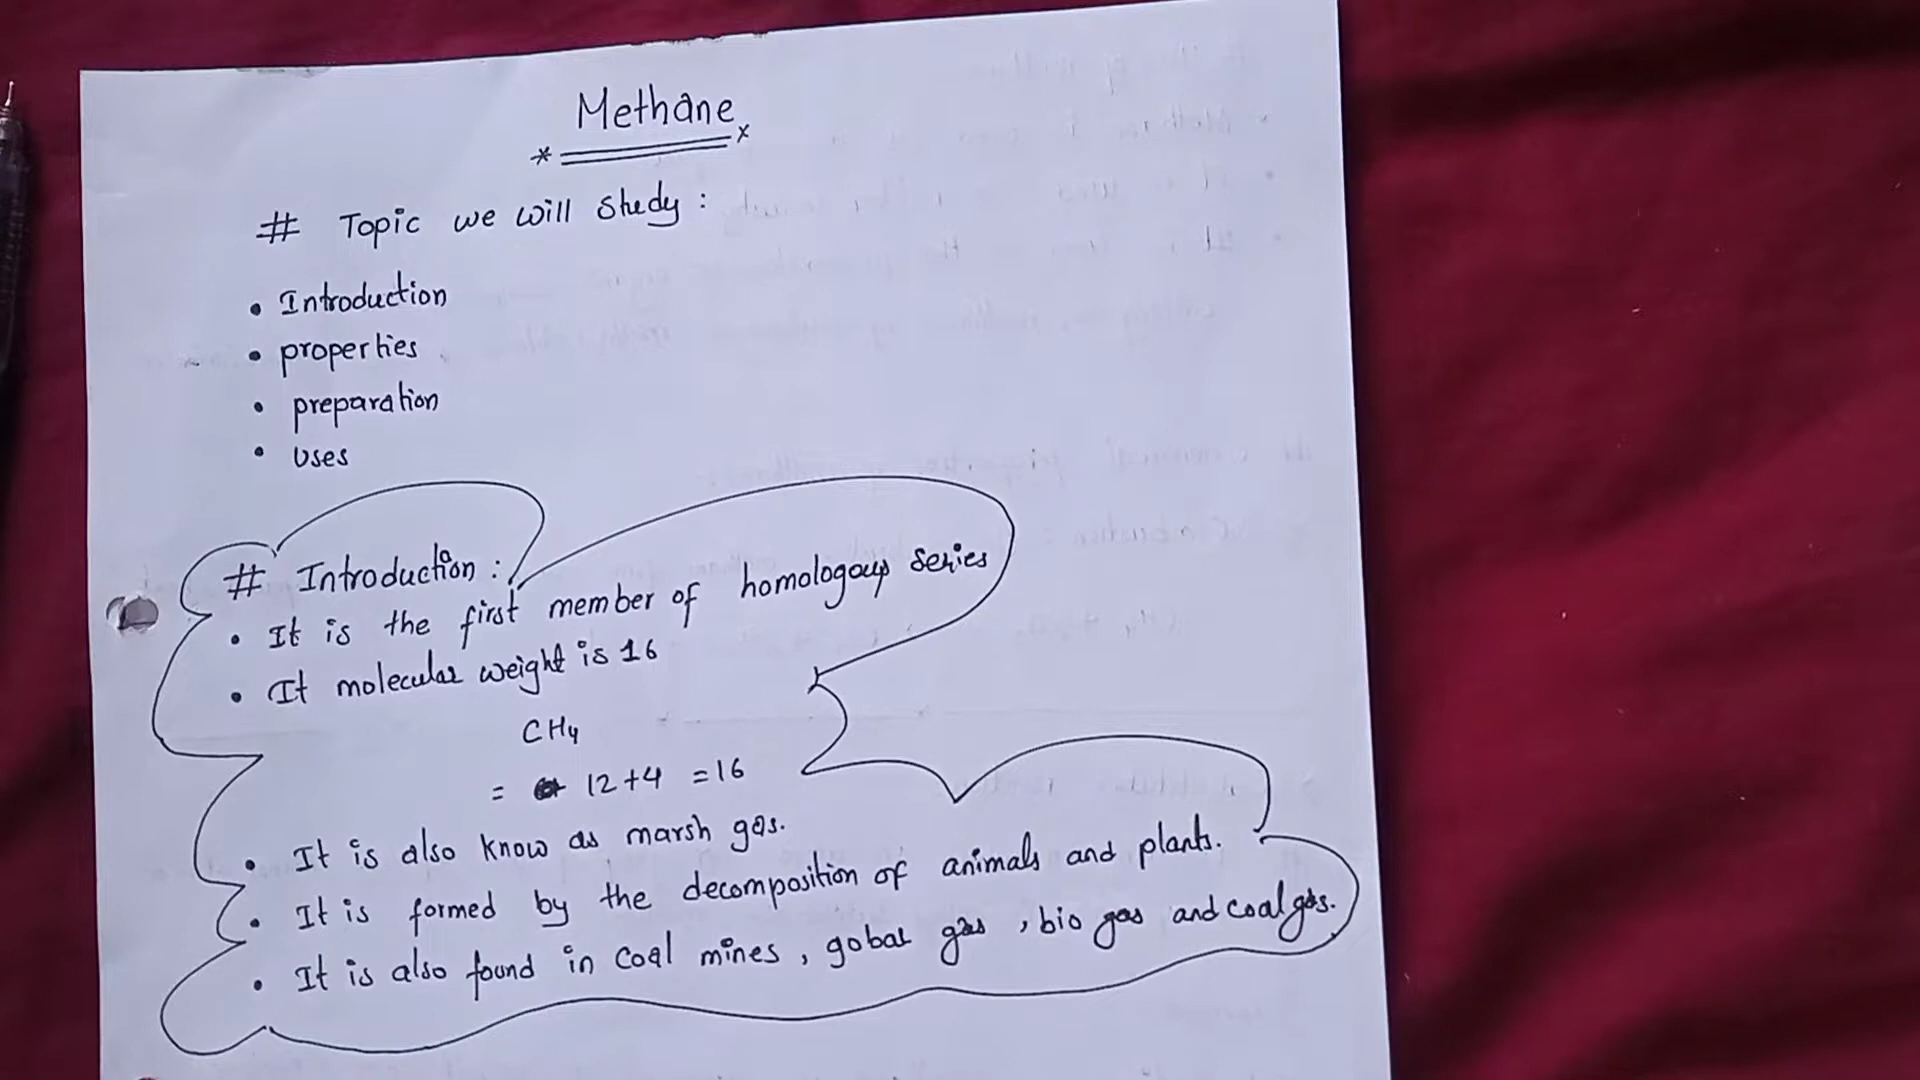 Methane
# Topic we will study :
• Introduction
• properties
• preparation
• uses
# Introduction :
• It is the first member of homologous series
• It molecular weight is 16
CH4
= 12+4 =16
• It is also know as marsh gas.
• It is formed by the decomposition of animals and plants.
• It is also found in coal mines, gobar gas, bio gas and coal gas.